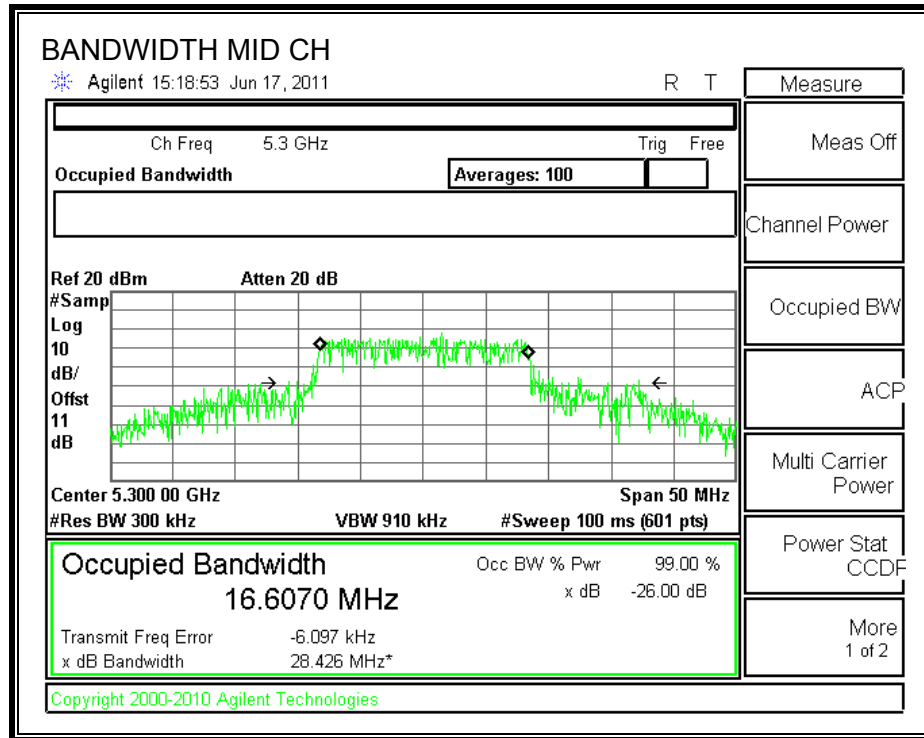 BANDWIDTH MID CH
Agilent 15:18:53 Jun 17, 2011 R T
Ch Freq 5.3 GHz Trig Free
Occupied Bandwidth Averages: 100
Ref 20 dBm Atten 20 dB
#Samp
Log
10
dB/
Offst
11
dB
Center 5.300 00 GHz Span 50 MHz
#Res BW 300 kHz VBW 910 kHz #Sweep 100 ms (601 pts)
Occupied Bandwidth Occ BW % Pwr 99.00 %
16.6070 MHz x dB -26.00 dB
Transmit Freq Error -6.097 kHz
x dB Bandwidth 28.426 MHz*
Copyright 2000-2010 Agilent Technologies
Measure
Meas Off
Channel Power
Occupied BW
ACP
Multi Carrier
Power
Power Stat
CCDF
More
1 of 2